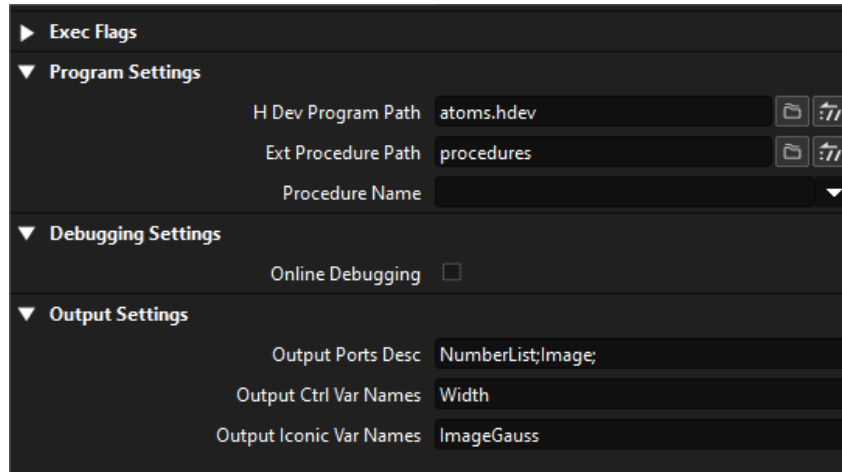 Exec Flags
Program Settings
H Dev Program Path atoms.hdev
Ext Procedure Path procedures
Procedure Name
Debugging Settings
Online Debugging
Output Settings
Output Ports Desc NumberList;Image;
Output Ctrl Var Names Width
Output Iconic Var Names ImageGauss